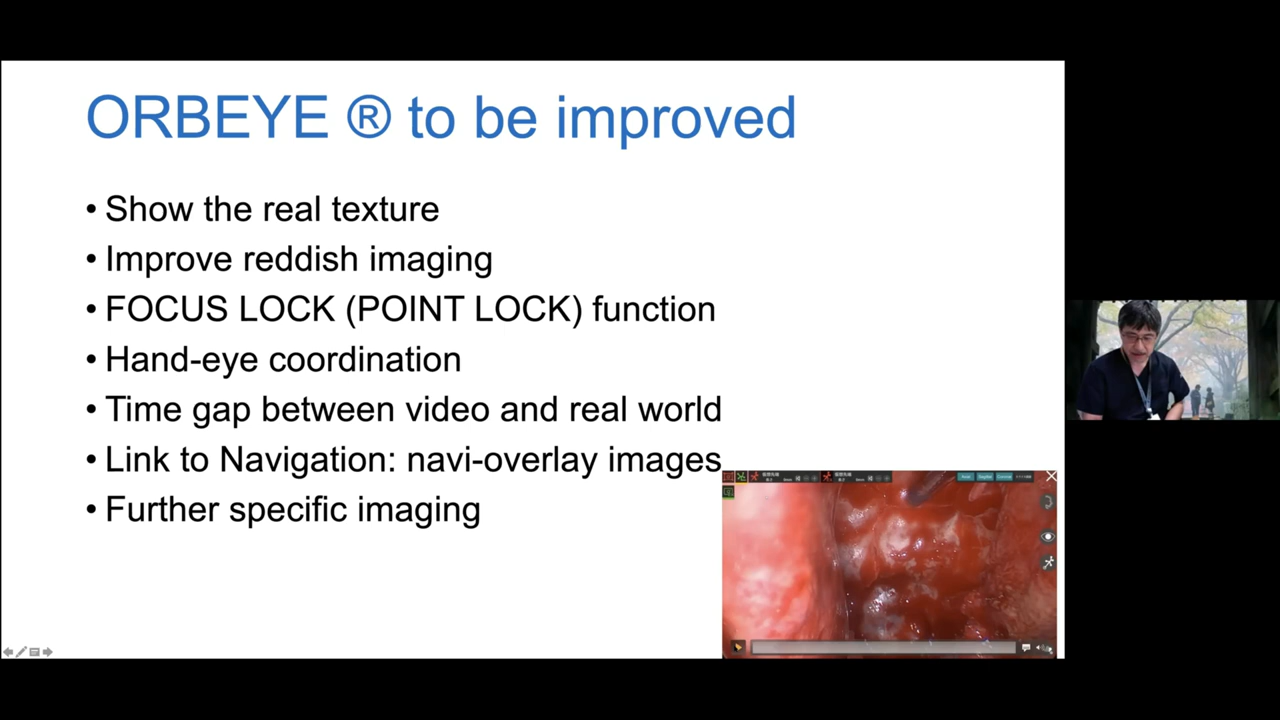 ORBEYE ® to be improved
• Show the real texture
• Improve reddish imaging
• FOCUS LOCK (POINT LOCK) function
• Hand-eye coordination
• Time gap between video and real world
• Link to Navigation: navi-overlay images
• Further specific imaging